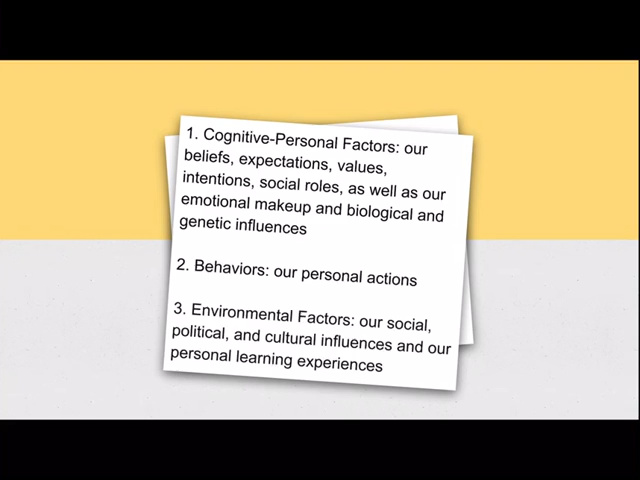 1. Cognitive-Personal Factors: our
beliefs, expectations, values,
intentions, social roles, as well as our
emotional makeup and biological and
genetic influences
2. Behaviors: our personal actions
3. Environmental Factors: our social,
political, and cultural influences and our
personal learning experiences